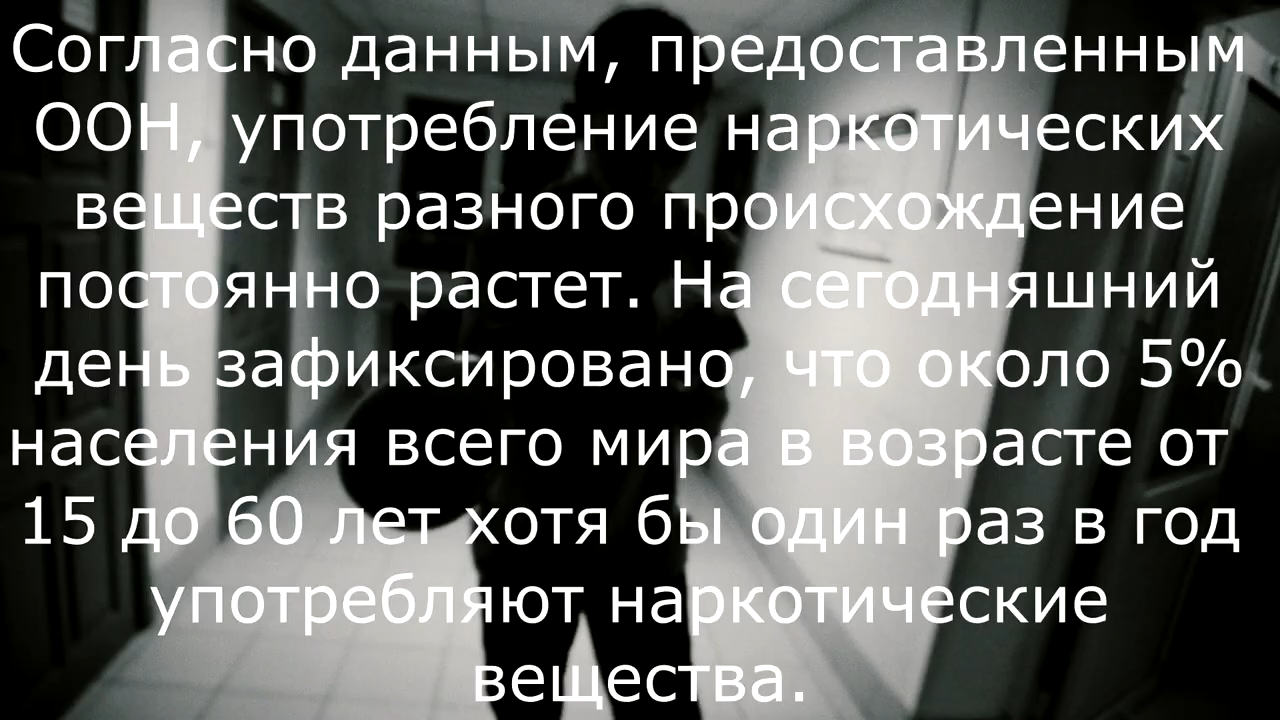 Согласно данным, предоставленным
ООН, употребление наркотических
веществ разного происхождение
постоянно растет. На сегодняшний
день зафиксировано, что около 5%
населения всего мира в возрасте от
15 до 60 лет хотя бы один раз в год
употребляют наркотические
вещества.